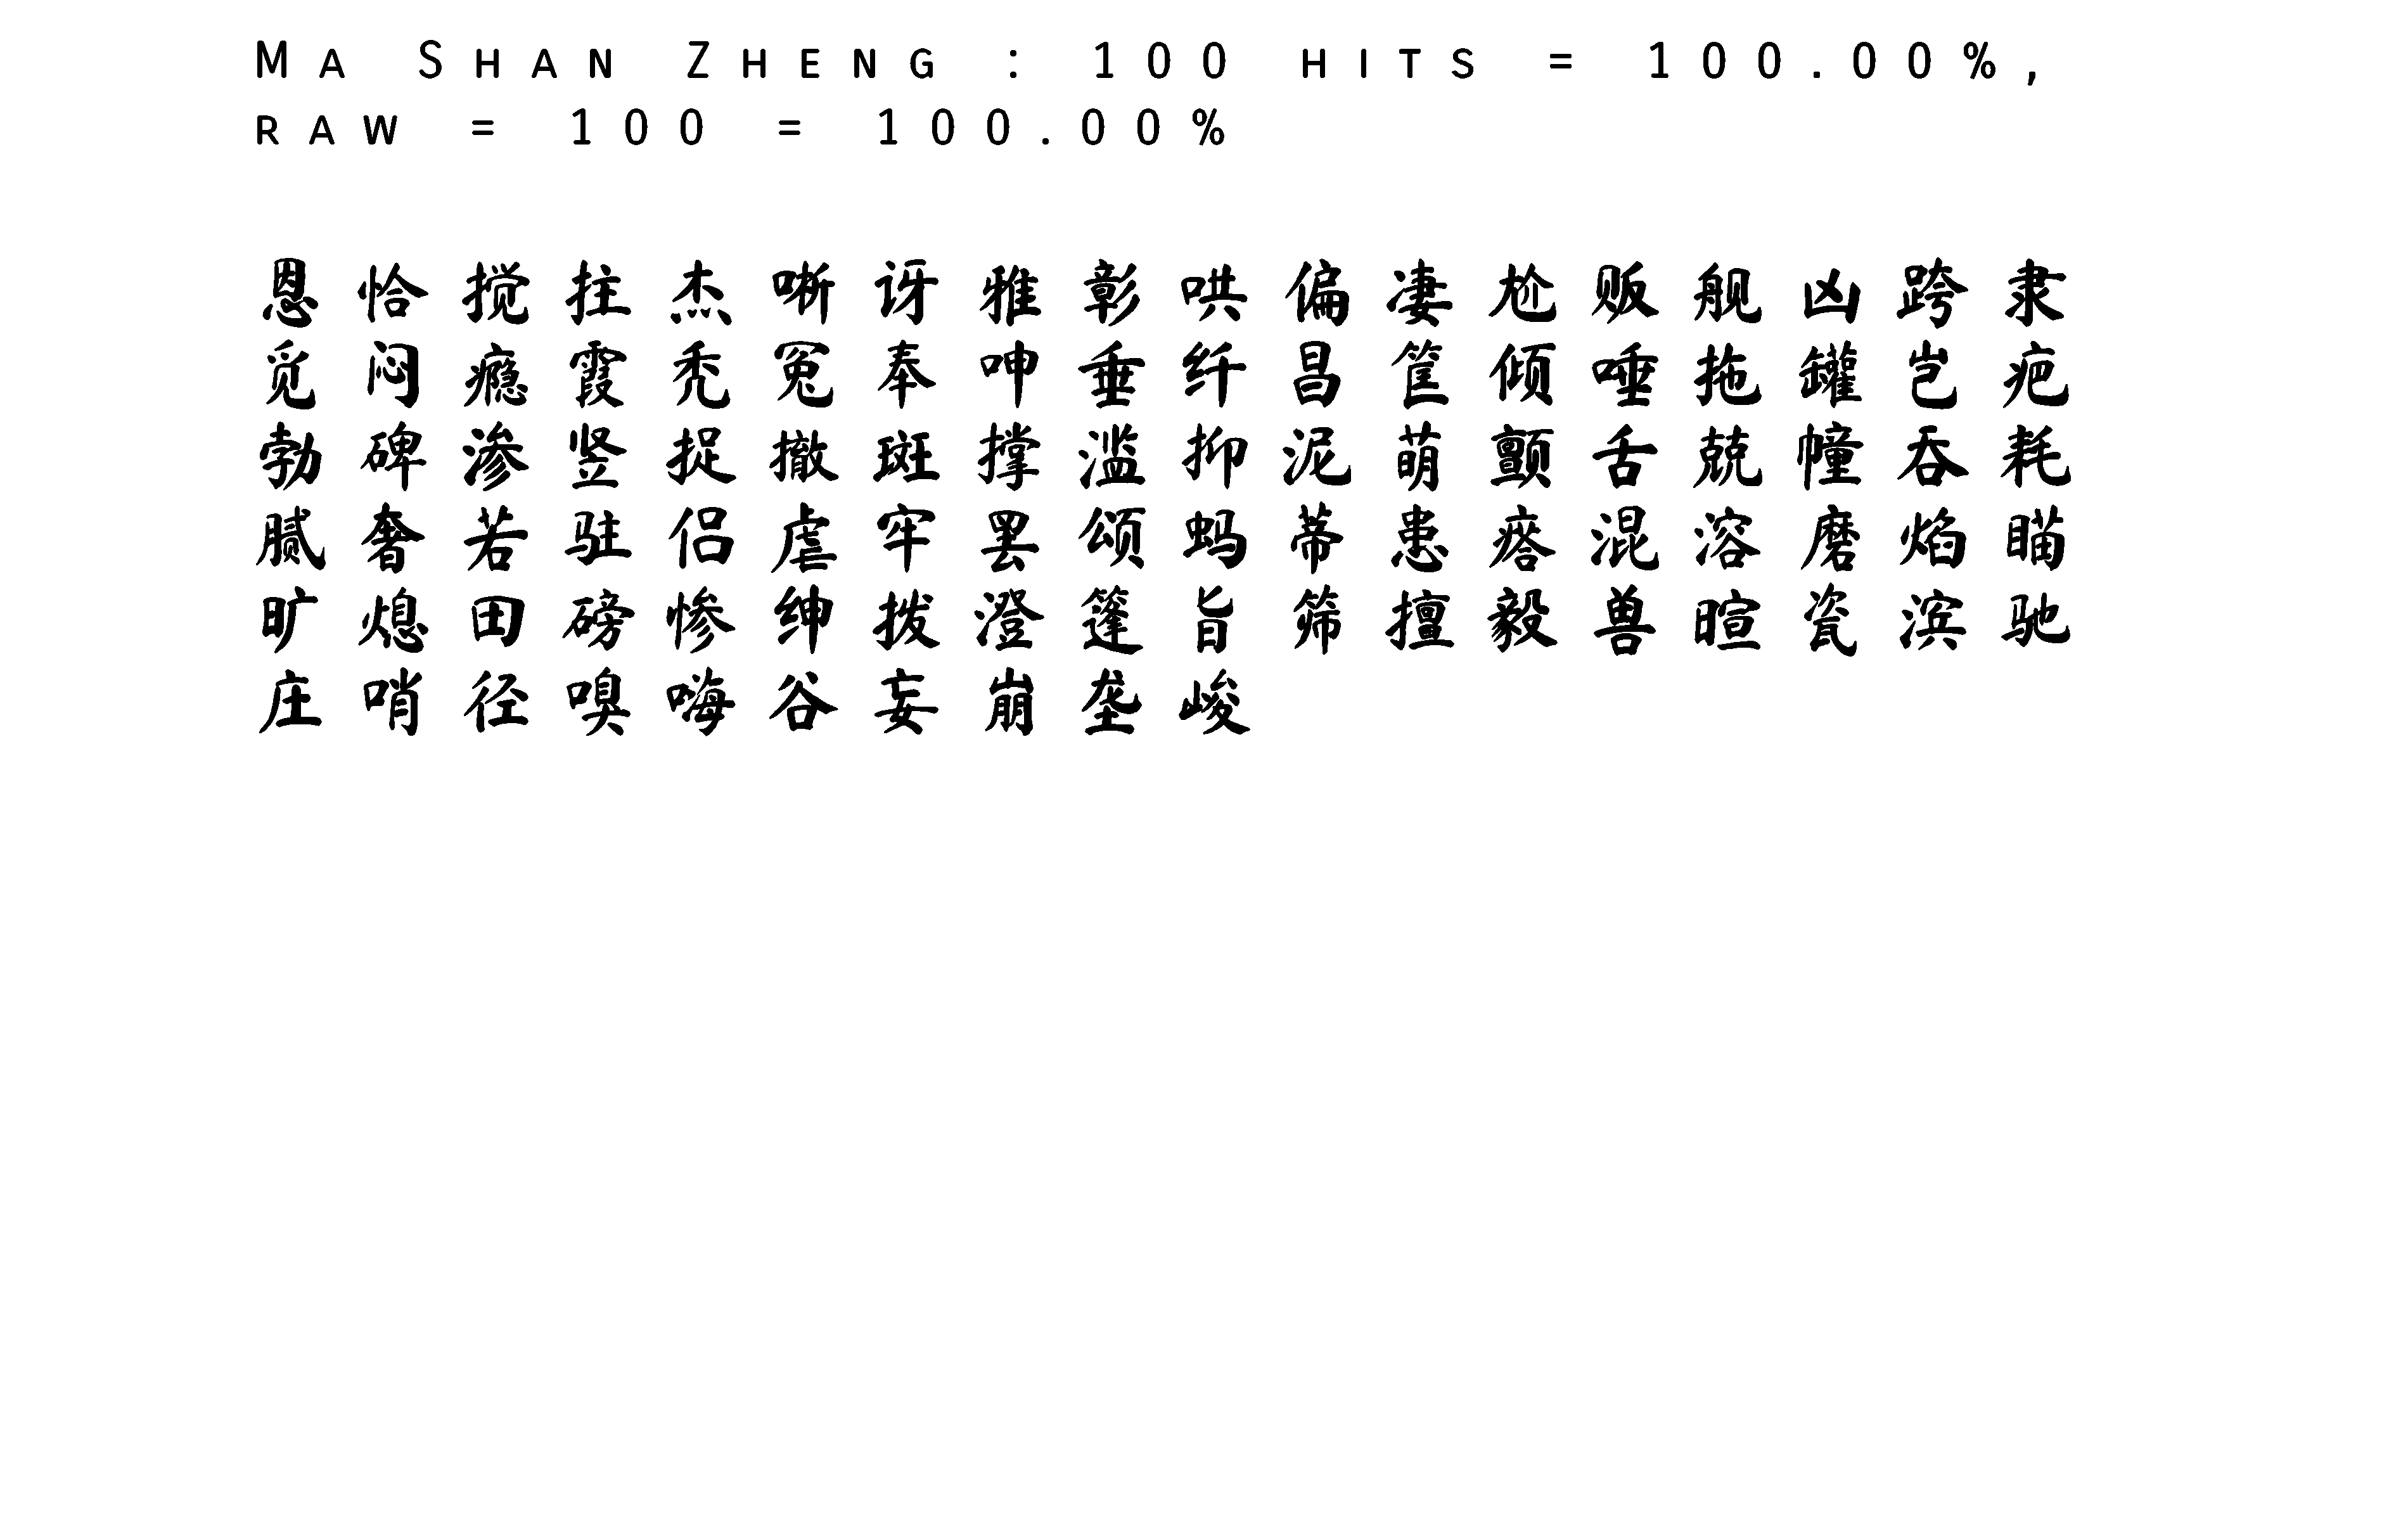 Ma Shan Zheng : 100 hits = 100.00%,
raw = 100 = 100.00%
恩恰搅拄杰晰讶雅彰哄偏凄尬贩舰凶跨隶
觅闷瘾霞秃冤奉呻垂纤昌筐倾唾拖罐岂疤
勃碑渗竖捉撤斑撑滥抑泥萌颤舌兢幢吞耗
腻奢若驻侣虐牢罢颂蚂蒂患瘩混溶磨焰瞄
旷熄田磅惨绅拨澄篷旨筛擅毅兽暄瓷滨驰
庄哨径嗅嗨谷妄崩垄峻